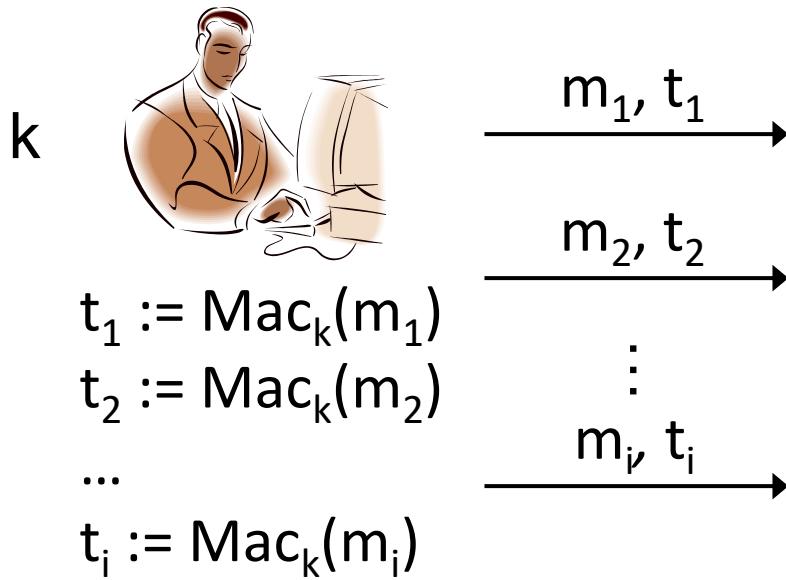 k
m₁, t₁
m₂, t₂
⋮
mᵢ, tᵢ
t₁ := Macₖ(m₁)
t₂ := Macₖ(m₂)
...
tᵢ := Macₖ(mᵢ)